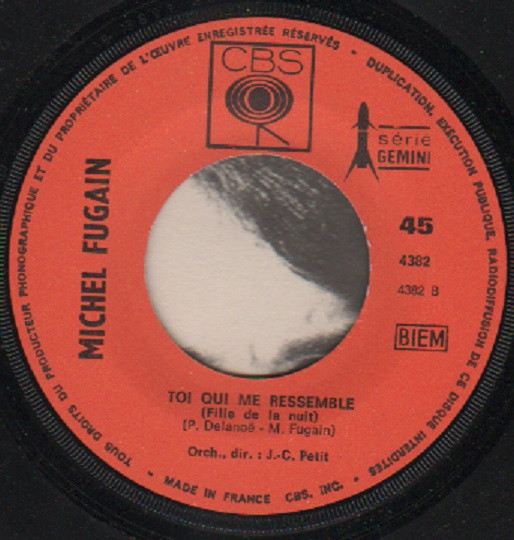 TOUS DROITS DU PRODUCTEUR PHONOGRAPHIQUE ET DU PROPRIÉTAIRE DE L'ŒUVRE ENREGISTRÉE RÉSERVÉS - DUPLICATION, EXÉCUTION PUBLIQUE, RADIODIFFUSION DE CE DISQUE INTERDITES
CBS
série
GEMINI
MICHEL FUGAIN
45
4382
4382 B
BIEM
TOI QUI ME RESSEMBLE
(Fille de la nuit)
(P. Delanoë - M. Fugain)
Orch., dir. : J.-C. Petit
- MADE IN FRANCE CBS, INC. -